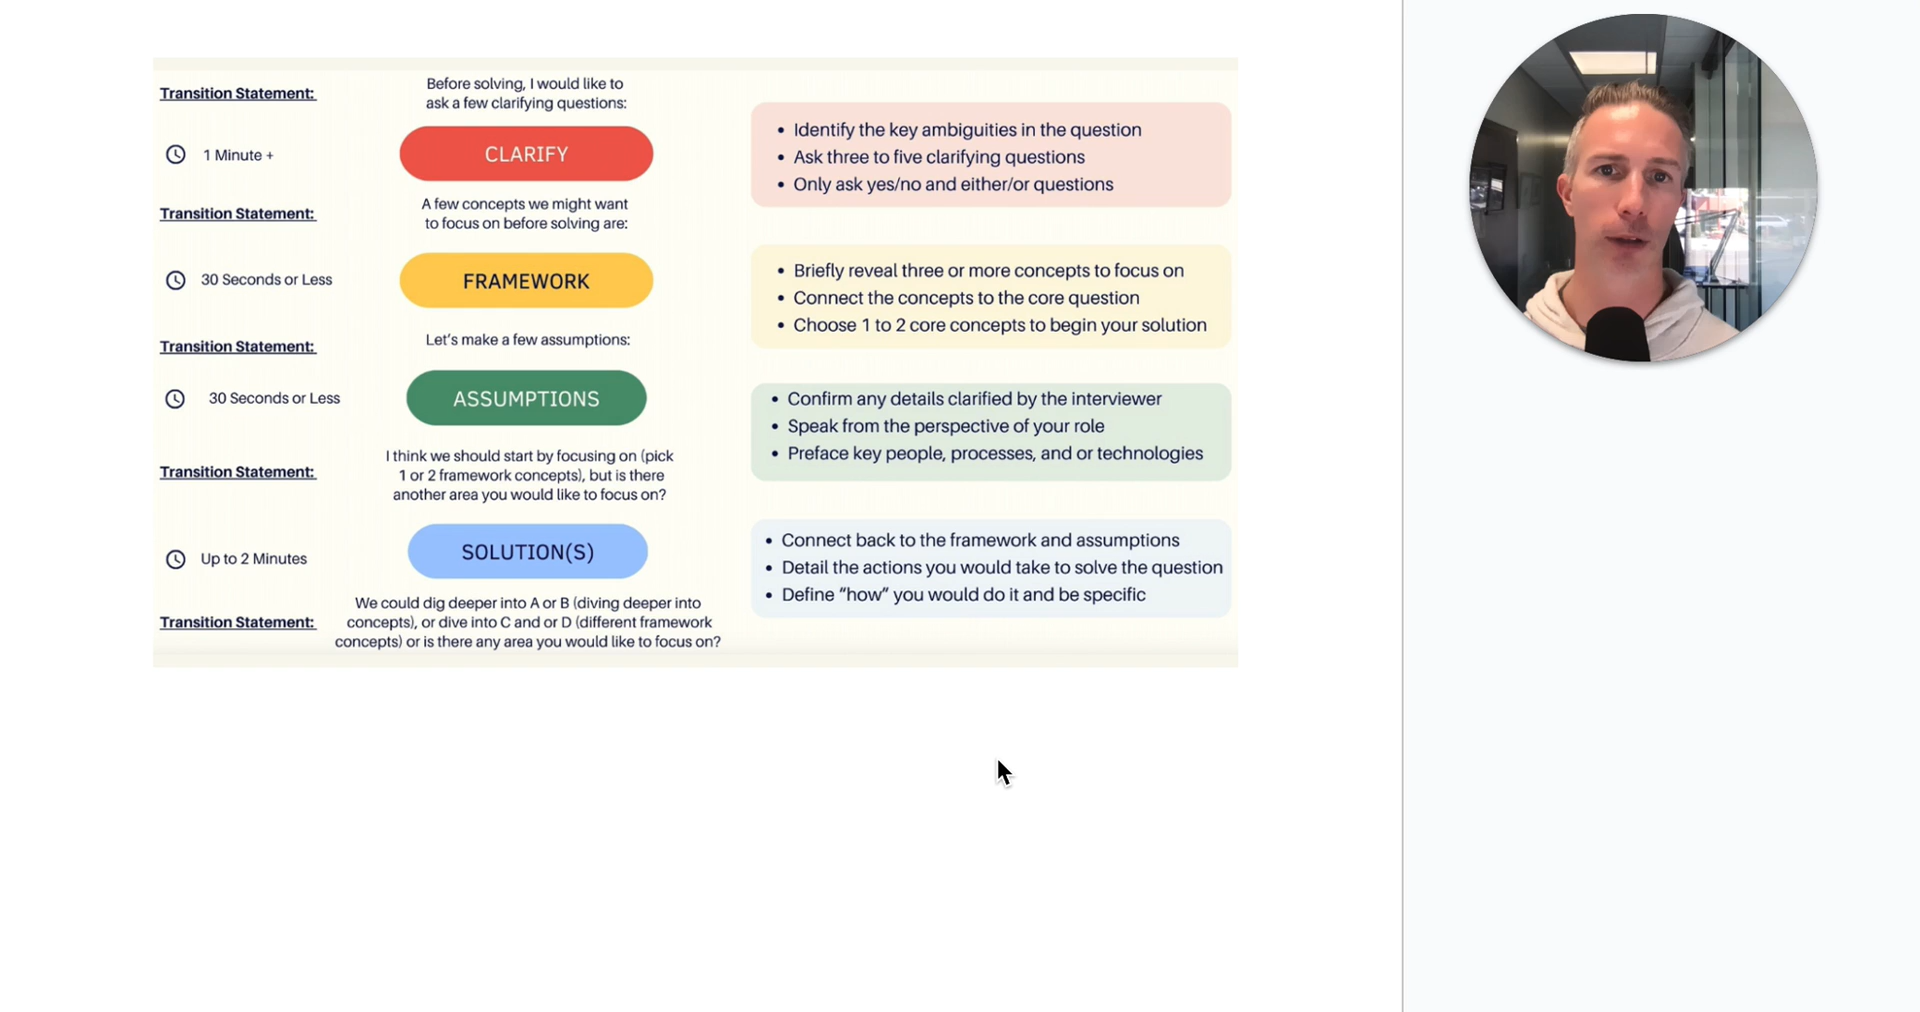 Transition Statement:
Before solving, I would like to
ask a few clarifying questions:
1 Minute +
CLARIFY
• Identify the key ambiguities in the question
• Ask three to five clarifying questions
• Only ask yes/no and either/or questions
Transition Statement:
A few concepts we might want
to focus on before solving are:
30 Seconds or Less
FRAMEWORK
• Briefly reveal three or more concepts to focus on
• Connect the concepts to the core question
• Choose 1 to 2 core concepts to begin your solution
Transition Statement:
Let's make a few assumptions:
30 Seconds or Less
ASSUMPTIONS
• Confirm any details clarified by the interviewer
• Speak from the perspective of your role
• Preface key people, processes, and or technologies
Transition Statement:
I think we should start by focusing on (pick
1 or 2 framework concepts), but is there
another area you would like to focus on?
Up to 2 Minutes
SOLUTION(S)
• Connect back to the framework and assumptions
• Detail the actions you would take to solve the question
• Define “how” you would do it and be specific
Transition Statement:
We could dig deeper into A or B (diving deeper into
concepts), or dive into C and or D (different framework
concepts) or is there any area you would like to focus on?